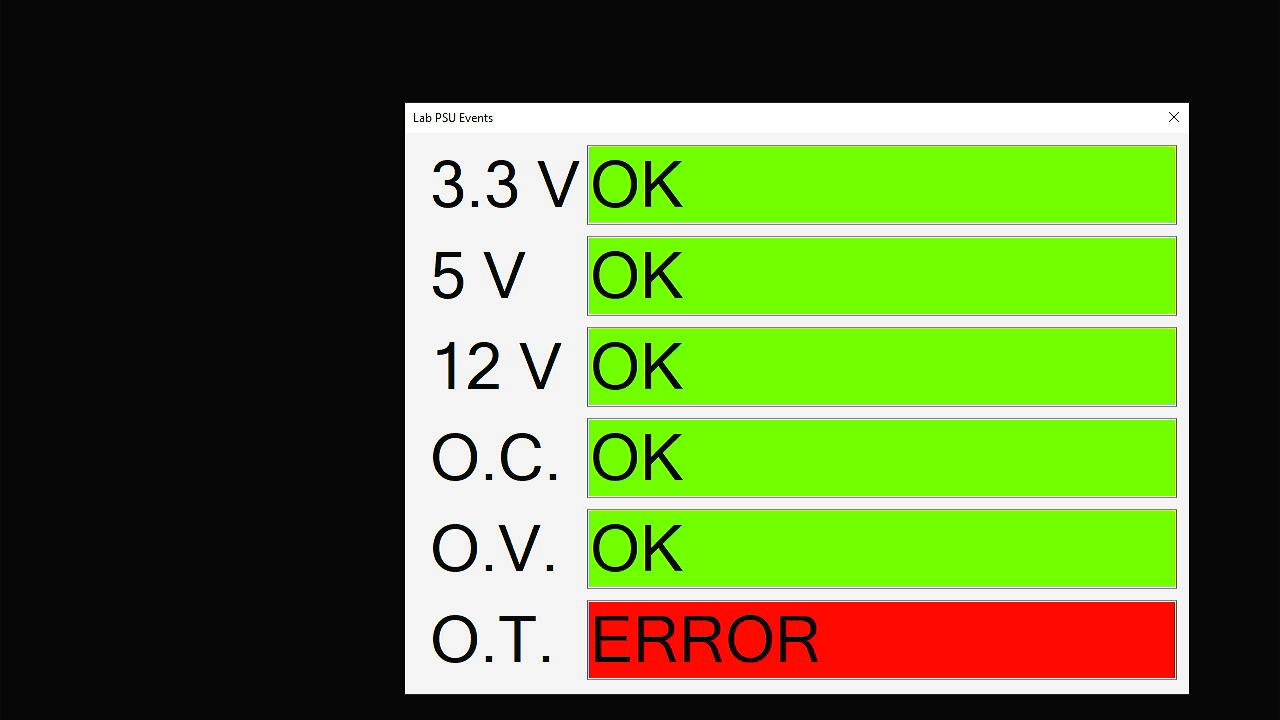 Lab PSU Events
3.3 V OK
5 V OK
12 V OK
O.C. OK
O.V. OK
O.T. ERROR